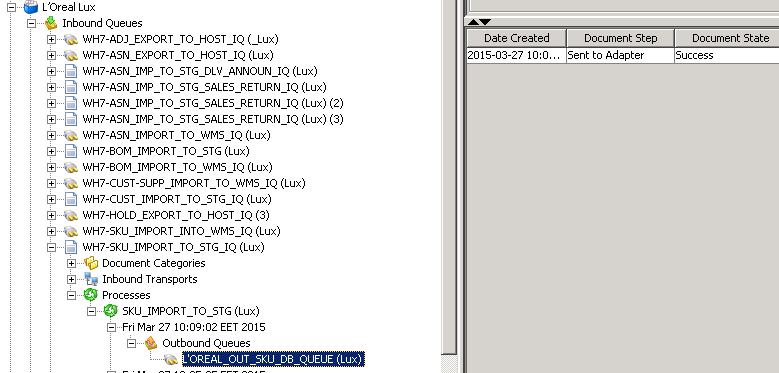 L'Oreal Lux
Inbound Queues
WH7-ADJ_EXPORT_TO_HOST_IQ (_Lux)
WH7-ASN_EXPORT_TO_HOST_IQ (Lux)
WH7-ASN_IMP_TO_STG_DLV_ANNOUN_IQ (Lux)
WH7-ASN_IMP_TO_STG_SALES_RETURN_IQ (Lux)
WH7-ASN_IMP_TO_STG_SALES_RETURN_IQ (Lux) (2)
WH7-ASN_IMP_TO_STG_SALES_RETURN_IQ (Lux) (3)
WH7-ASN_IMPORT_TO_WMS_IQ (Lux)
WH7-BOM_IMPORT_TO_STG (Lux)
WH7-BOM_IMPORT_TO_WMS_IQ (Lux)
WH7-CUST-SUPP_IMPORT_TO_WMS_IQ (Lux)
WH7-CUST_IMPORT_TO_STG_IQ (Lux)
WH7-HOLD_EXPORT_TO_HOST_IQ (3)
WH7-SKU_IMPORT_INTO_WMS_IQ (Lux)
WH7-SKU_IMPORT_TO_STG_IQ (Lux)
Document Categories
Inbound Transports
Processes
SKU_IMPORT_TO_STG (Lux)
Fri Mar 27 10:09:02 EET 2015
Outbound Queues
L'OREAL_OUT_SKU_DB_QUEUE (Lux)
Date Created Document Step Document State
2015-03-27 10:0... Sent to Adapter Success